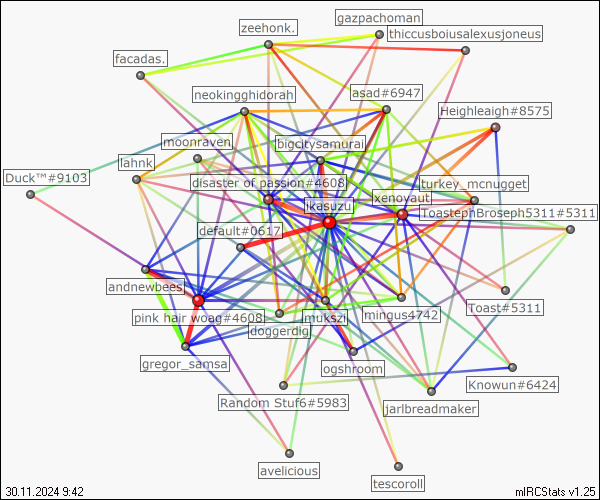 gazpachoman
zeehonk.
thiccusboiusalexusjoneus
facadas.
asad#6947
neokingghidorah
Heighleigh#8575
moonraven
bigcitysamurai
lahnk
Duck™#9103
disaster of passion#4608
turkey_mcnugget
xenovaut
ikasuzu
ToastephBroseph5311#5311
default#0617
andnewbees
Toast#5311
pink hair woag#4608
mukszi
mingus4742
doggerdig
gregor_samsa
ogshroom
Knowun#6424
Random Stuf6#5983
jarlbreadmaker
avelicious
tescoroll
30.11.2024 9:42
mIRCStats v1.25